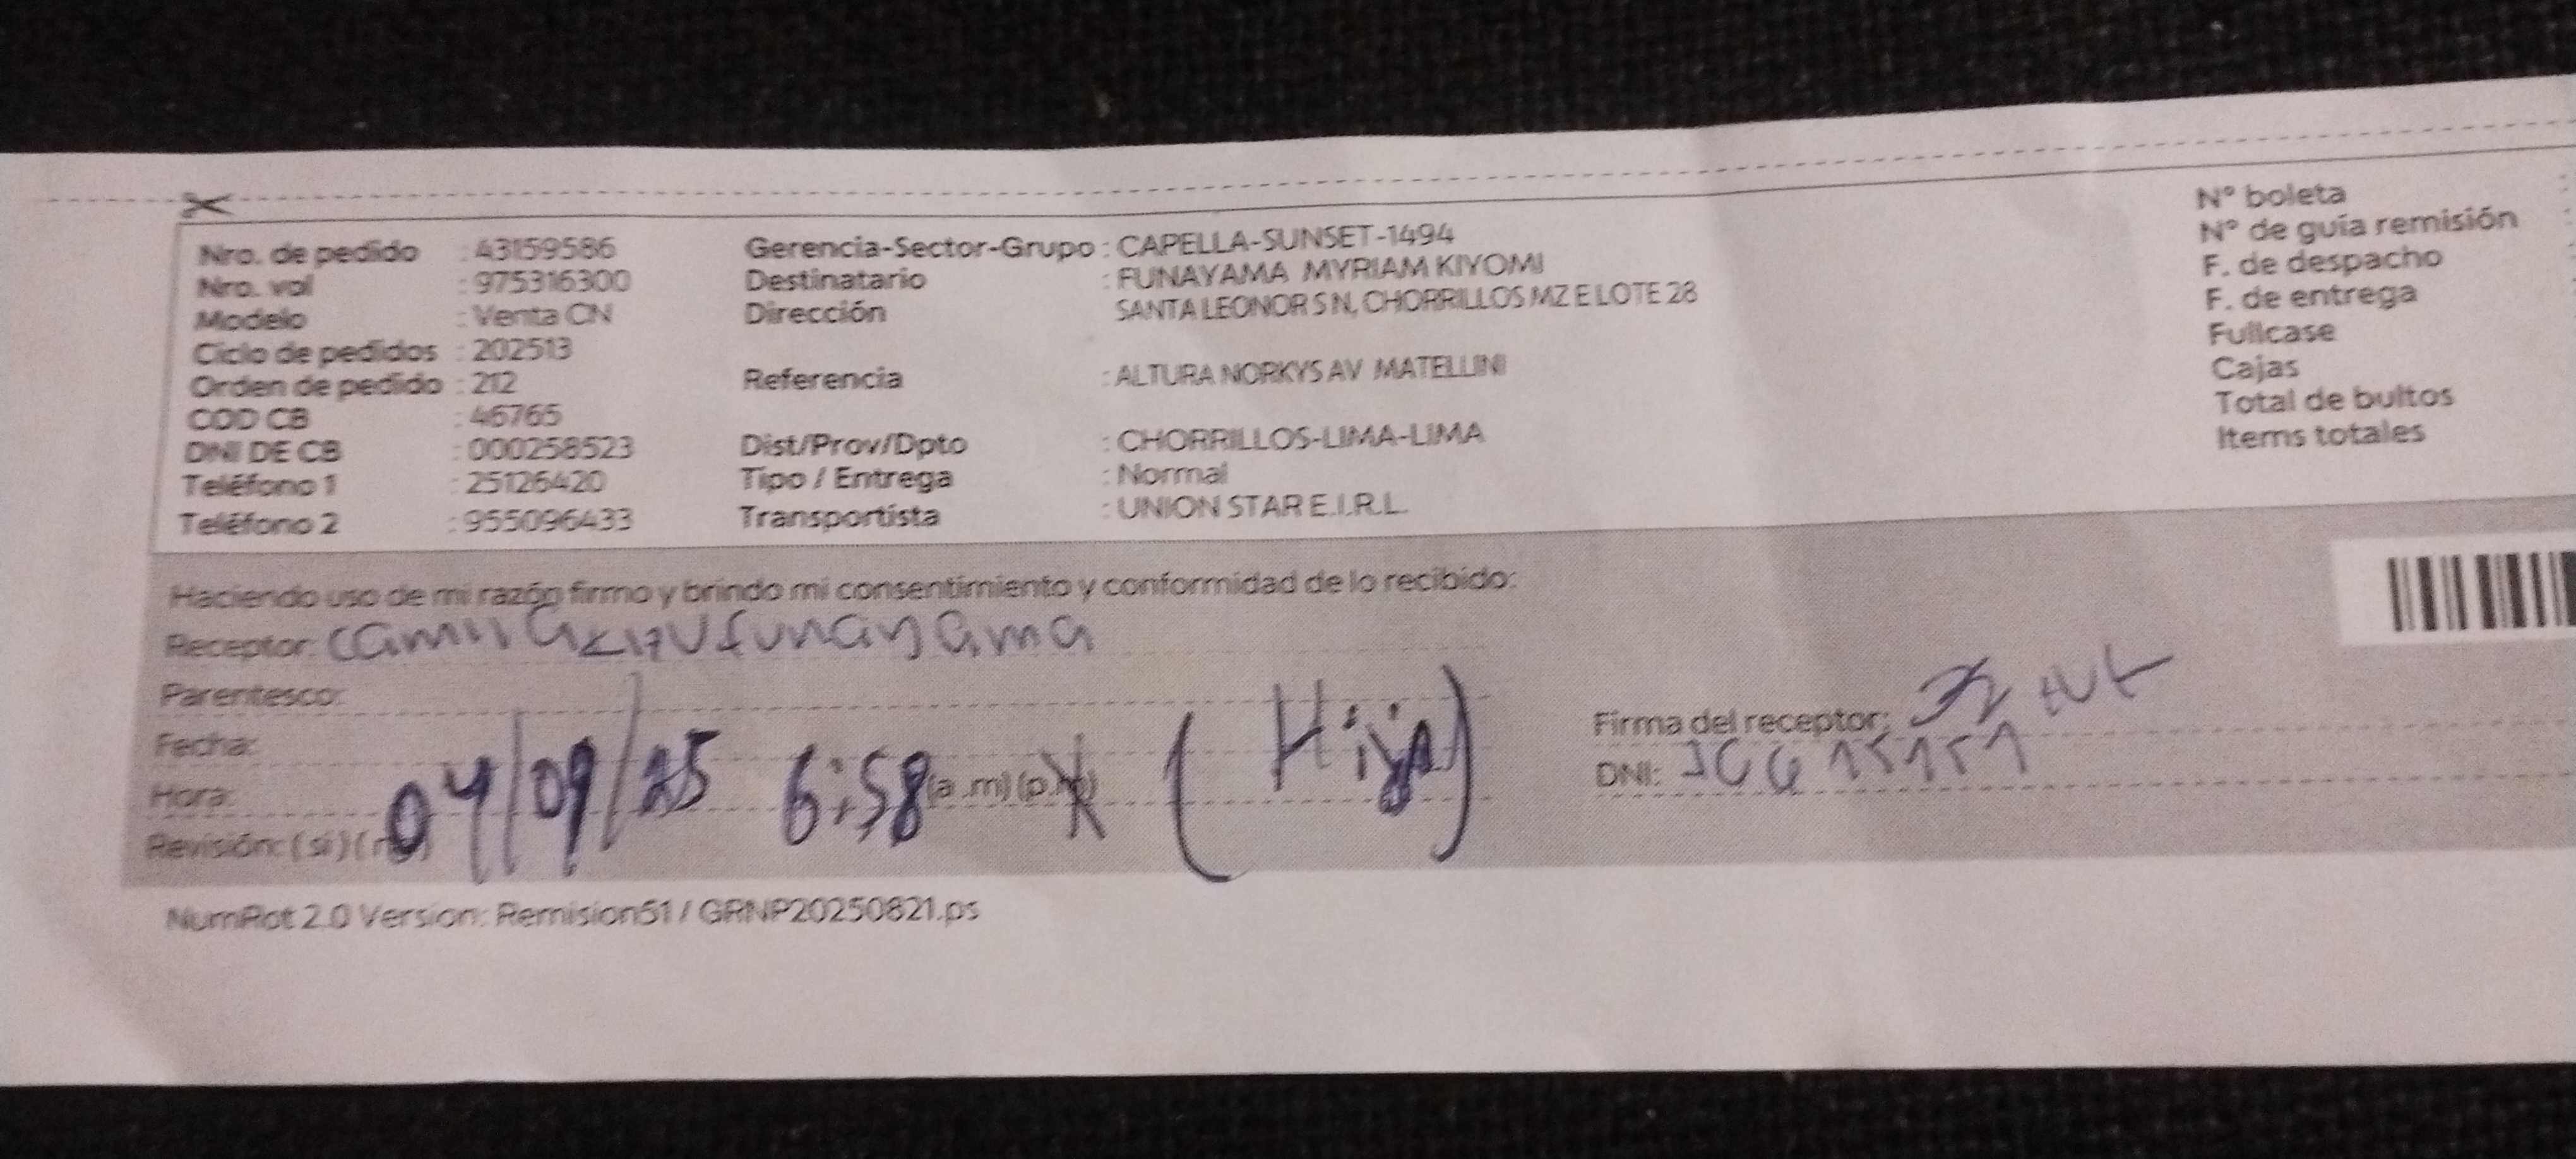 Nro. de pedido : 43159586
Nro. val : 975316300
Modelo : Venta CN
Ciclo de pedidos : 202513
Orden de pedido : 212
COD CB : 46765
DNI DE CB : 000258523
Teléfono 1 : 25126420
Teléfono 2 : 955096433
Gerencia-Sector-Grupo : CAPELLA-SUNSET-1494
Destinatario : FUNAYAMA MYRIAM KIYOMI
Dirección SANTA LEONOR S N, CHORRILLOS MZ E LOTE 28
Referencia : ALTURA NORKYS AV MATELLINI
Dist/Prov/Dpto : CHORRILLOS-LIMA-LIMA
Tipo / Entrega : Normal
Transportista : UNION STAR E.I.R.L.
N° boleta
N° de guía remisión
F. de despacho
F. de entrega
Fullcase
Cajas
Total de bultos
Items totales
Haciendo uso de mi razón firmo y brindo mi consentimiento y conformidad de lo recibido:
Receptor: Camila funayama
Parentesco:
Fecha:
Hora: 04/09/25 6:58 (a.m) (p.m) (Hija)
Revisión: (si) (no)
Firma del receptor:
DNI:
NumRot 2.0 Version: Remision51 / GRNP20250821.ps